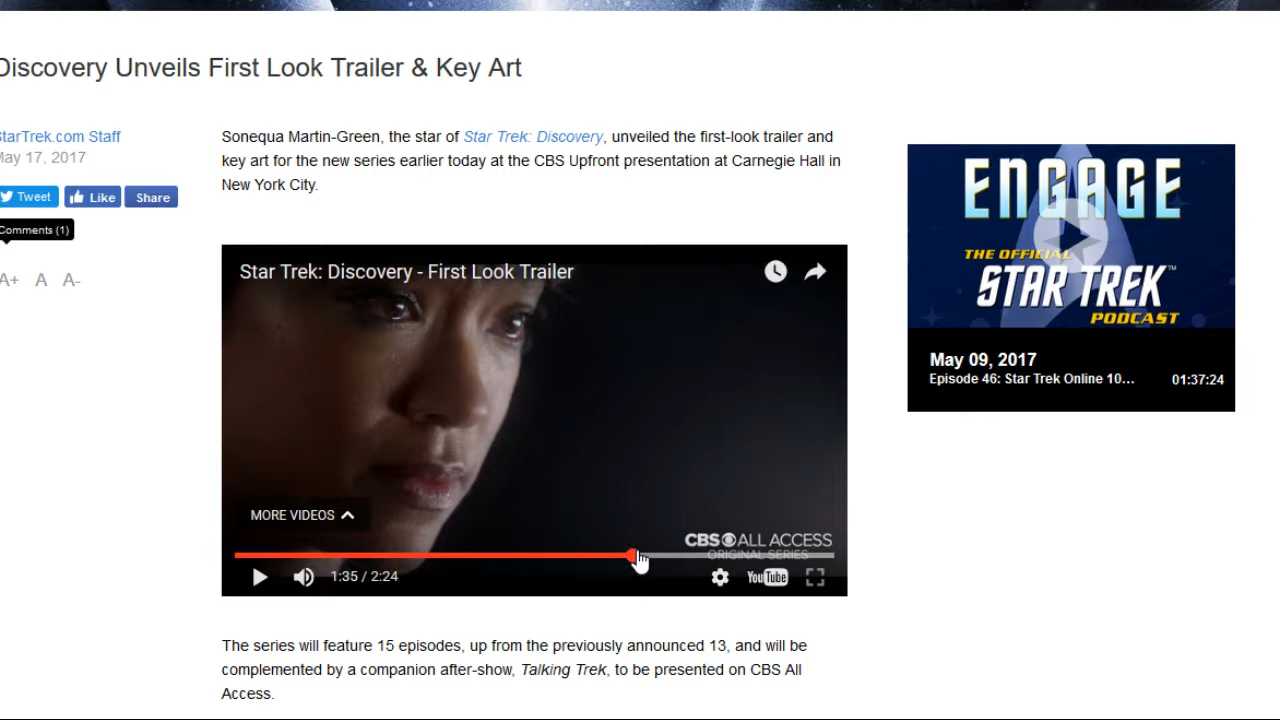 Discovery Unveils First Look Trailer & Key Art
StarTrek.com Staff
May 17, 2017
Tweet
Like
Share
Comments (1)
A+ A A-
Sonequa Martin-Green, the star of Star Trek: Discovery, unveiled the first-look trailer and
key art for the new series earlier today at the CBS Upfront presentation at Carnegie Hall in
New York City.
Star Trek: Discovery - First Look Trailer
MORE VIDEOS
CBS ALL ACCESS
ORIGINAL SERIES
1:35 / 2:24
YouTube
The series will feature 15 episodes, up from the previously announced 13, and will be
complemented by a companion after-show, Talking Trek, to be presented on CBS All
Access.
ENGAGE
THE OFFICIAL
STAR TREK™
PODCAST
May 09, 2017
Episode 46: Star Trek Online 10...
01:37:24